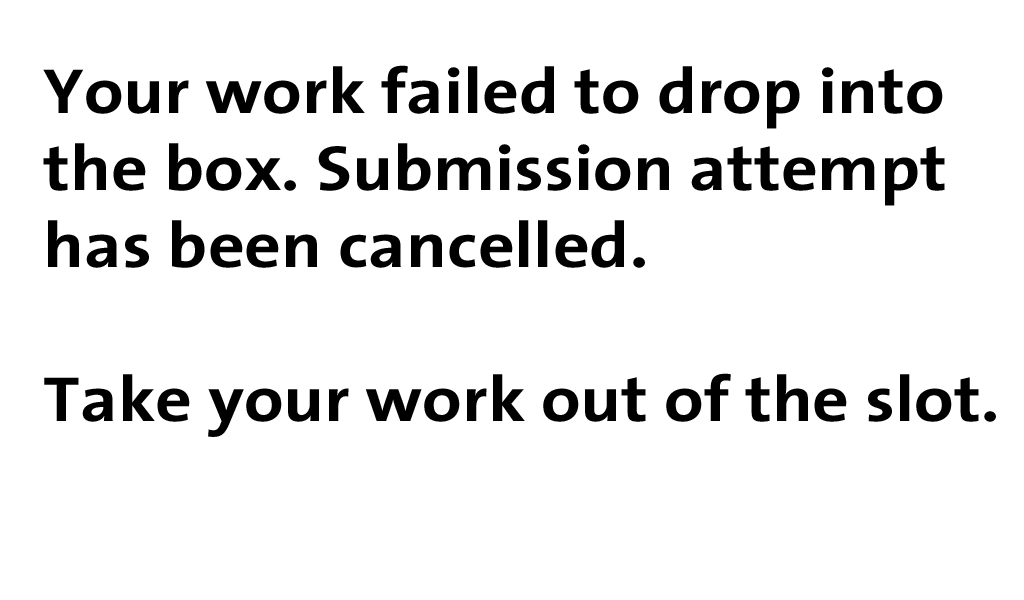 Your work failed to drop into
the box. Submission attempt
has been cancelled.
Take your work out of the slot.